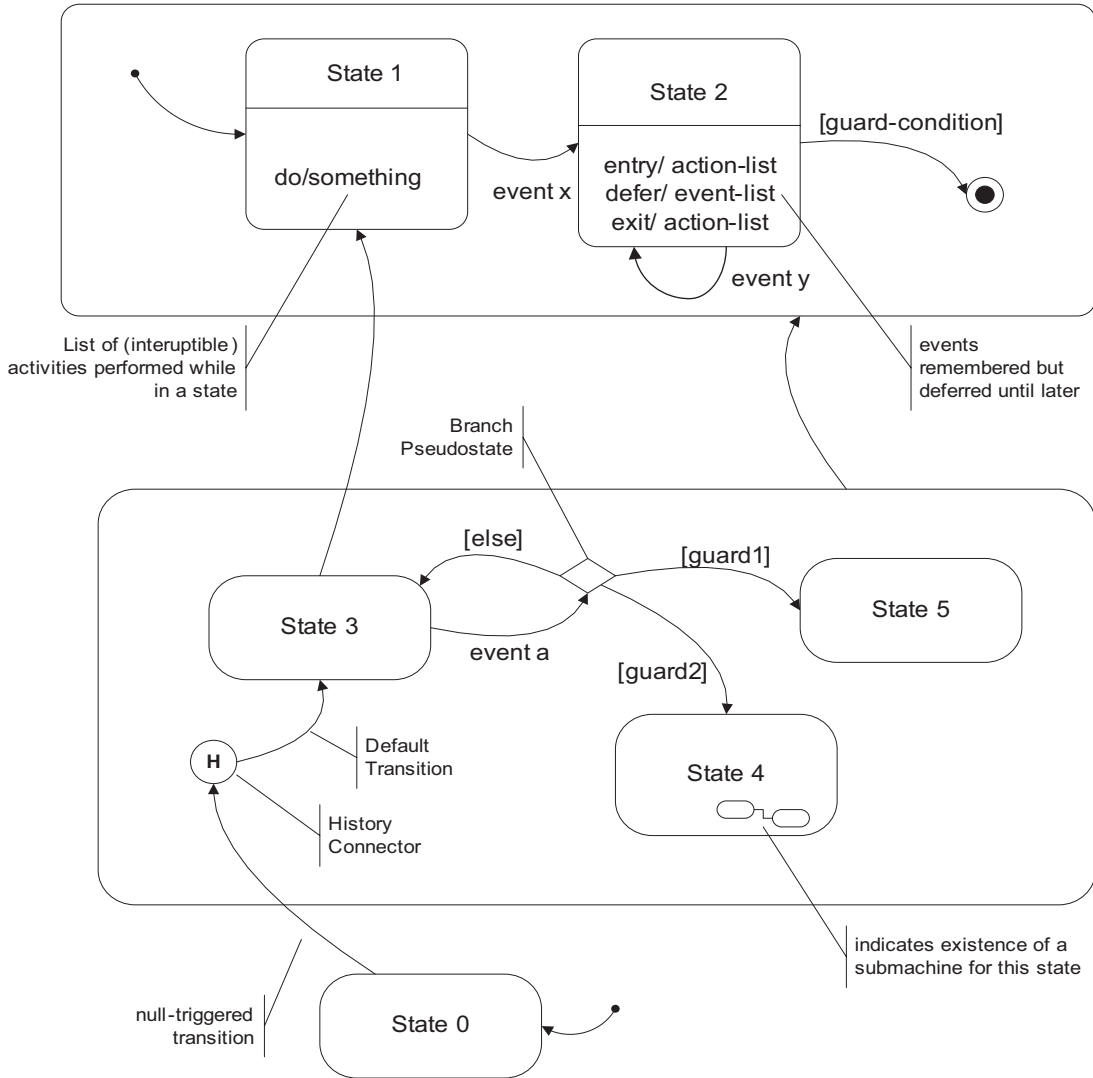 State 1
State 2
[guard-condition]
do/something
entry/ action-list
defer/ event-list
exit/ action-list
event x
event y
List of (interuptible)
activities performed while
in a state
events
remembered but
deferred until later
Branch
Pseudostate
[else]
[guard1]
State 3
State 5
event a
[guard2]
Default
Transition
H
State 4
History
Connector
indicates existence of a
submachine for this state
null-triggered
transition
State 0